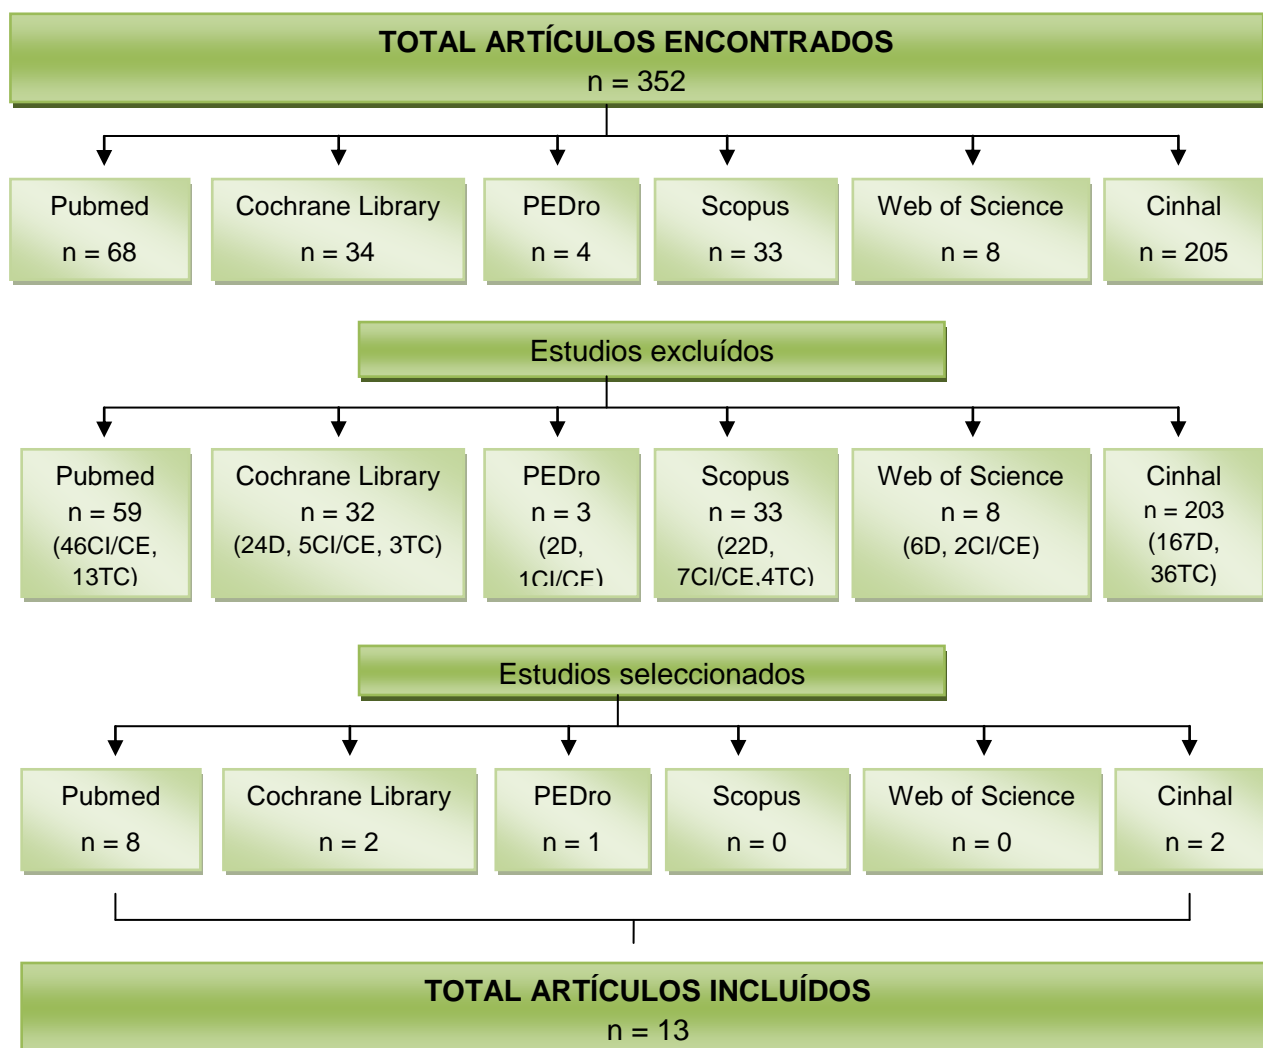 TOTAL ARTÍCULOS ENCONTRADOS
n = 352
Pubmed
n = 68
Cochrane Library
n = 34
PEDro
n = 4
Scopus
n = 33
Web of Science
n = 8
Cinhal
n = 205
Estudios excluídos
Pubmed
n = 59
(46CI/CE,
13TC)
Cochrane Library
n = 32
(24D, 5CI/CE, 3TC)
PEDro
n = 3
(2D,
1CI/CE)
Scopus
n = 33
(22D,
7CI/CE,4TC)
Web of Science
n = 8
(6D, 2CI/CE)
Cinhal
n = 203
(167D,
36TC)
Estudios seleccionados
Pubmed
n = 8
Cochrane Library
n = 2
PEDro
n = 1
Scopus
n = 0
Web of Science
n = 0
Cinhal
n = 2
TOTAL ARTÍCULOS INCLUÍDOS
n = 13